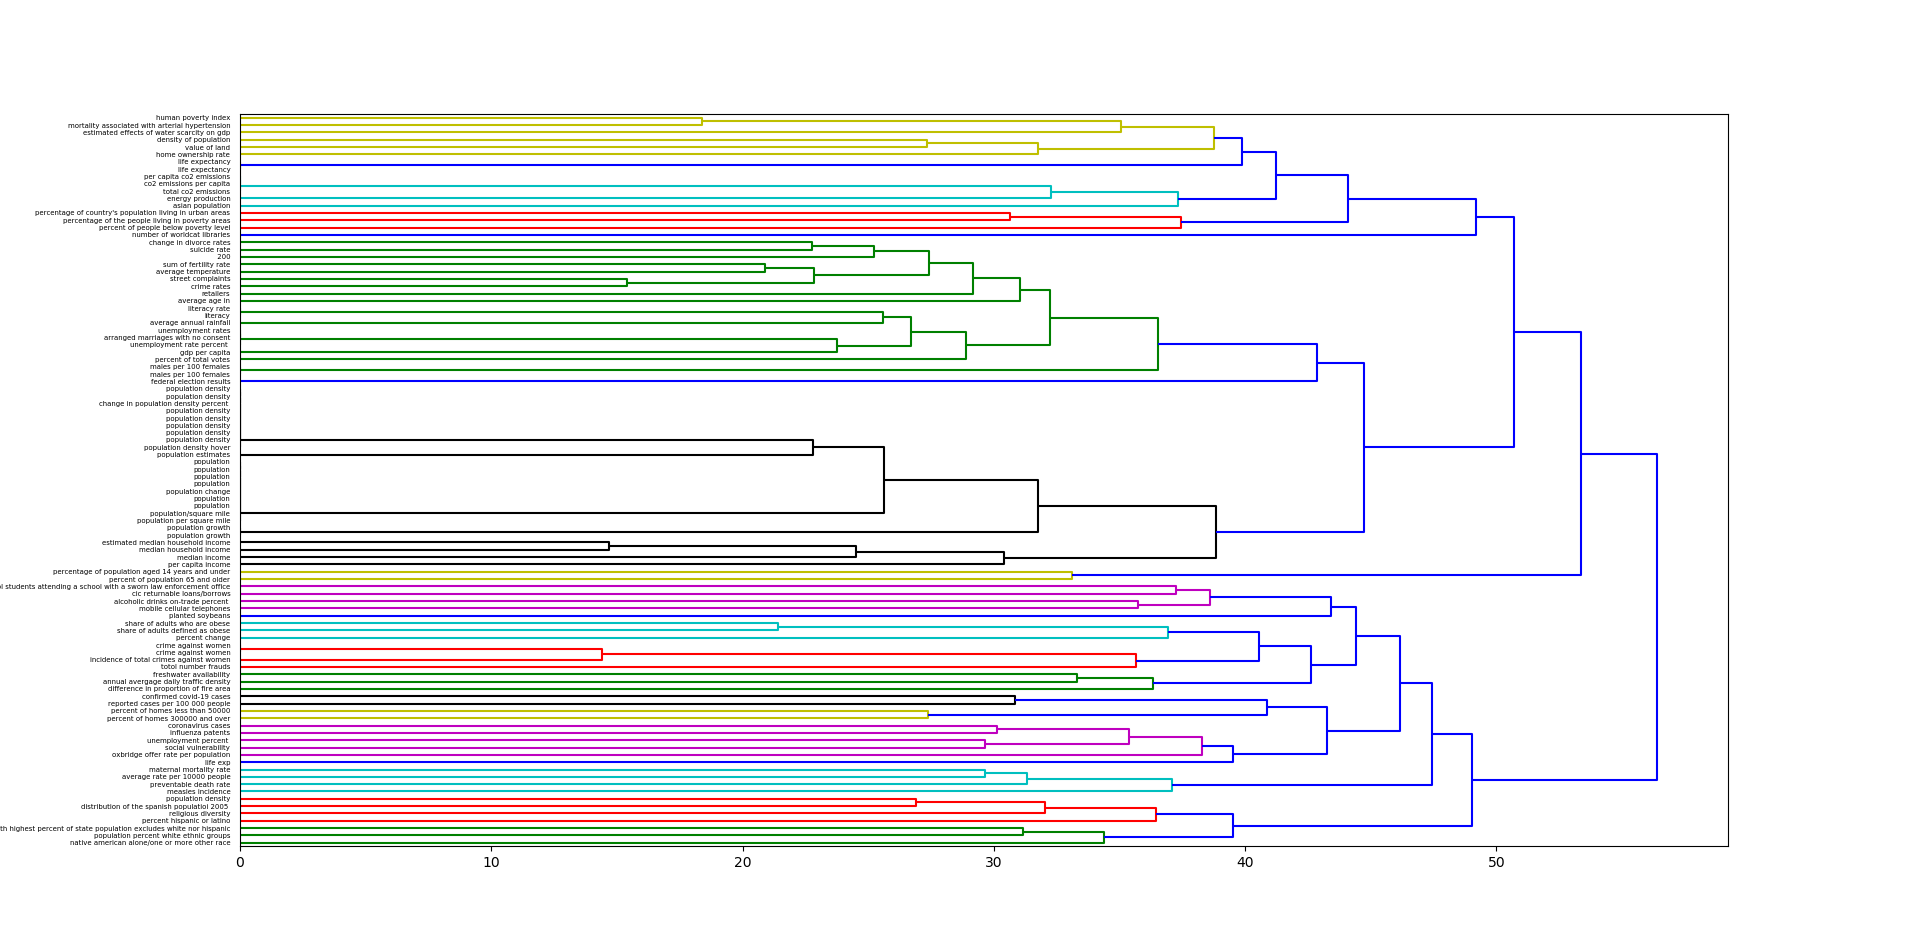 human poverty index
mortality associated with arterial hypertension
estimated effects of water scarcity on gdp
density of population
value of land
home ownership rate
life expectancy
life expectancy
per capita co2 emissions
co2 emissions per capita
total co2 emissions
energy production
asian population
percentage of country's population living in urban areas
percentage of the people living in poverty areas
percent of people below poverty level
number of worldcat libraries
change in divorce rates
suicide rate
200
sum of fertility rate
average temperature
street complaints
crime rates
retailers
average age in
literacy rate
literacy
average annual rainfall
unemployment rates
arranged marriages with no consent
unemployment rate percent
gdp per capita
percent of total votes
males per 100 females
males per 100 females
federal election results
population density
population density
change in population density percent
population density
population density
population density
population density
population density
population density hover
population estimates
population
population
population
population
population change
population
population
population/square mile
population per square mile
population growth
population growth
estimated median household income
median household income
median income
per capita income
percentage of population aged 14 years and under
percent of population 65 and older
students attending a school with a sworn law enforcement office
cic returnable loans/borrows
alcoholic drinks on-trade percent
mobile cellular telephones
planted soybeans
share of adults who are obese
share of adults defined as obese
percent change
crime against women
crime against women
incidence of total crimes against women
totol number frauds
freshwater availability
annual avergage daily traffic density
difference in proportion of fire area
confirmed covid-19 cases
reported cases per 100 000 people
percent of homes less than 50000
percent of homes 300000 and over
coronavirus cases
influenza patents
unemployment percent
social vulnerability
oxbridge offer rate per population
life exp
maternal mortality rate
average rate per 10000 people
preventable death rate
measles incidence
population density
distribution of the spanish populatiol 2005
religious diversity
percent hispanic or latino
highest percent of state population excludes white nor hispanic
population percent white ethnic groups
native american alone/one or more other race
0 10 20 30 40 50